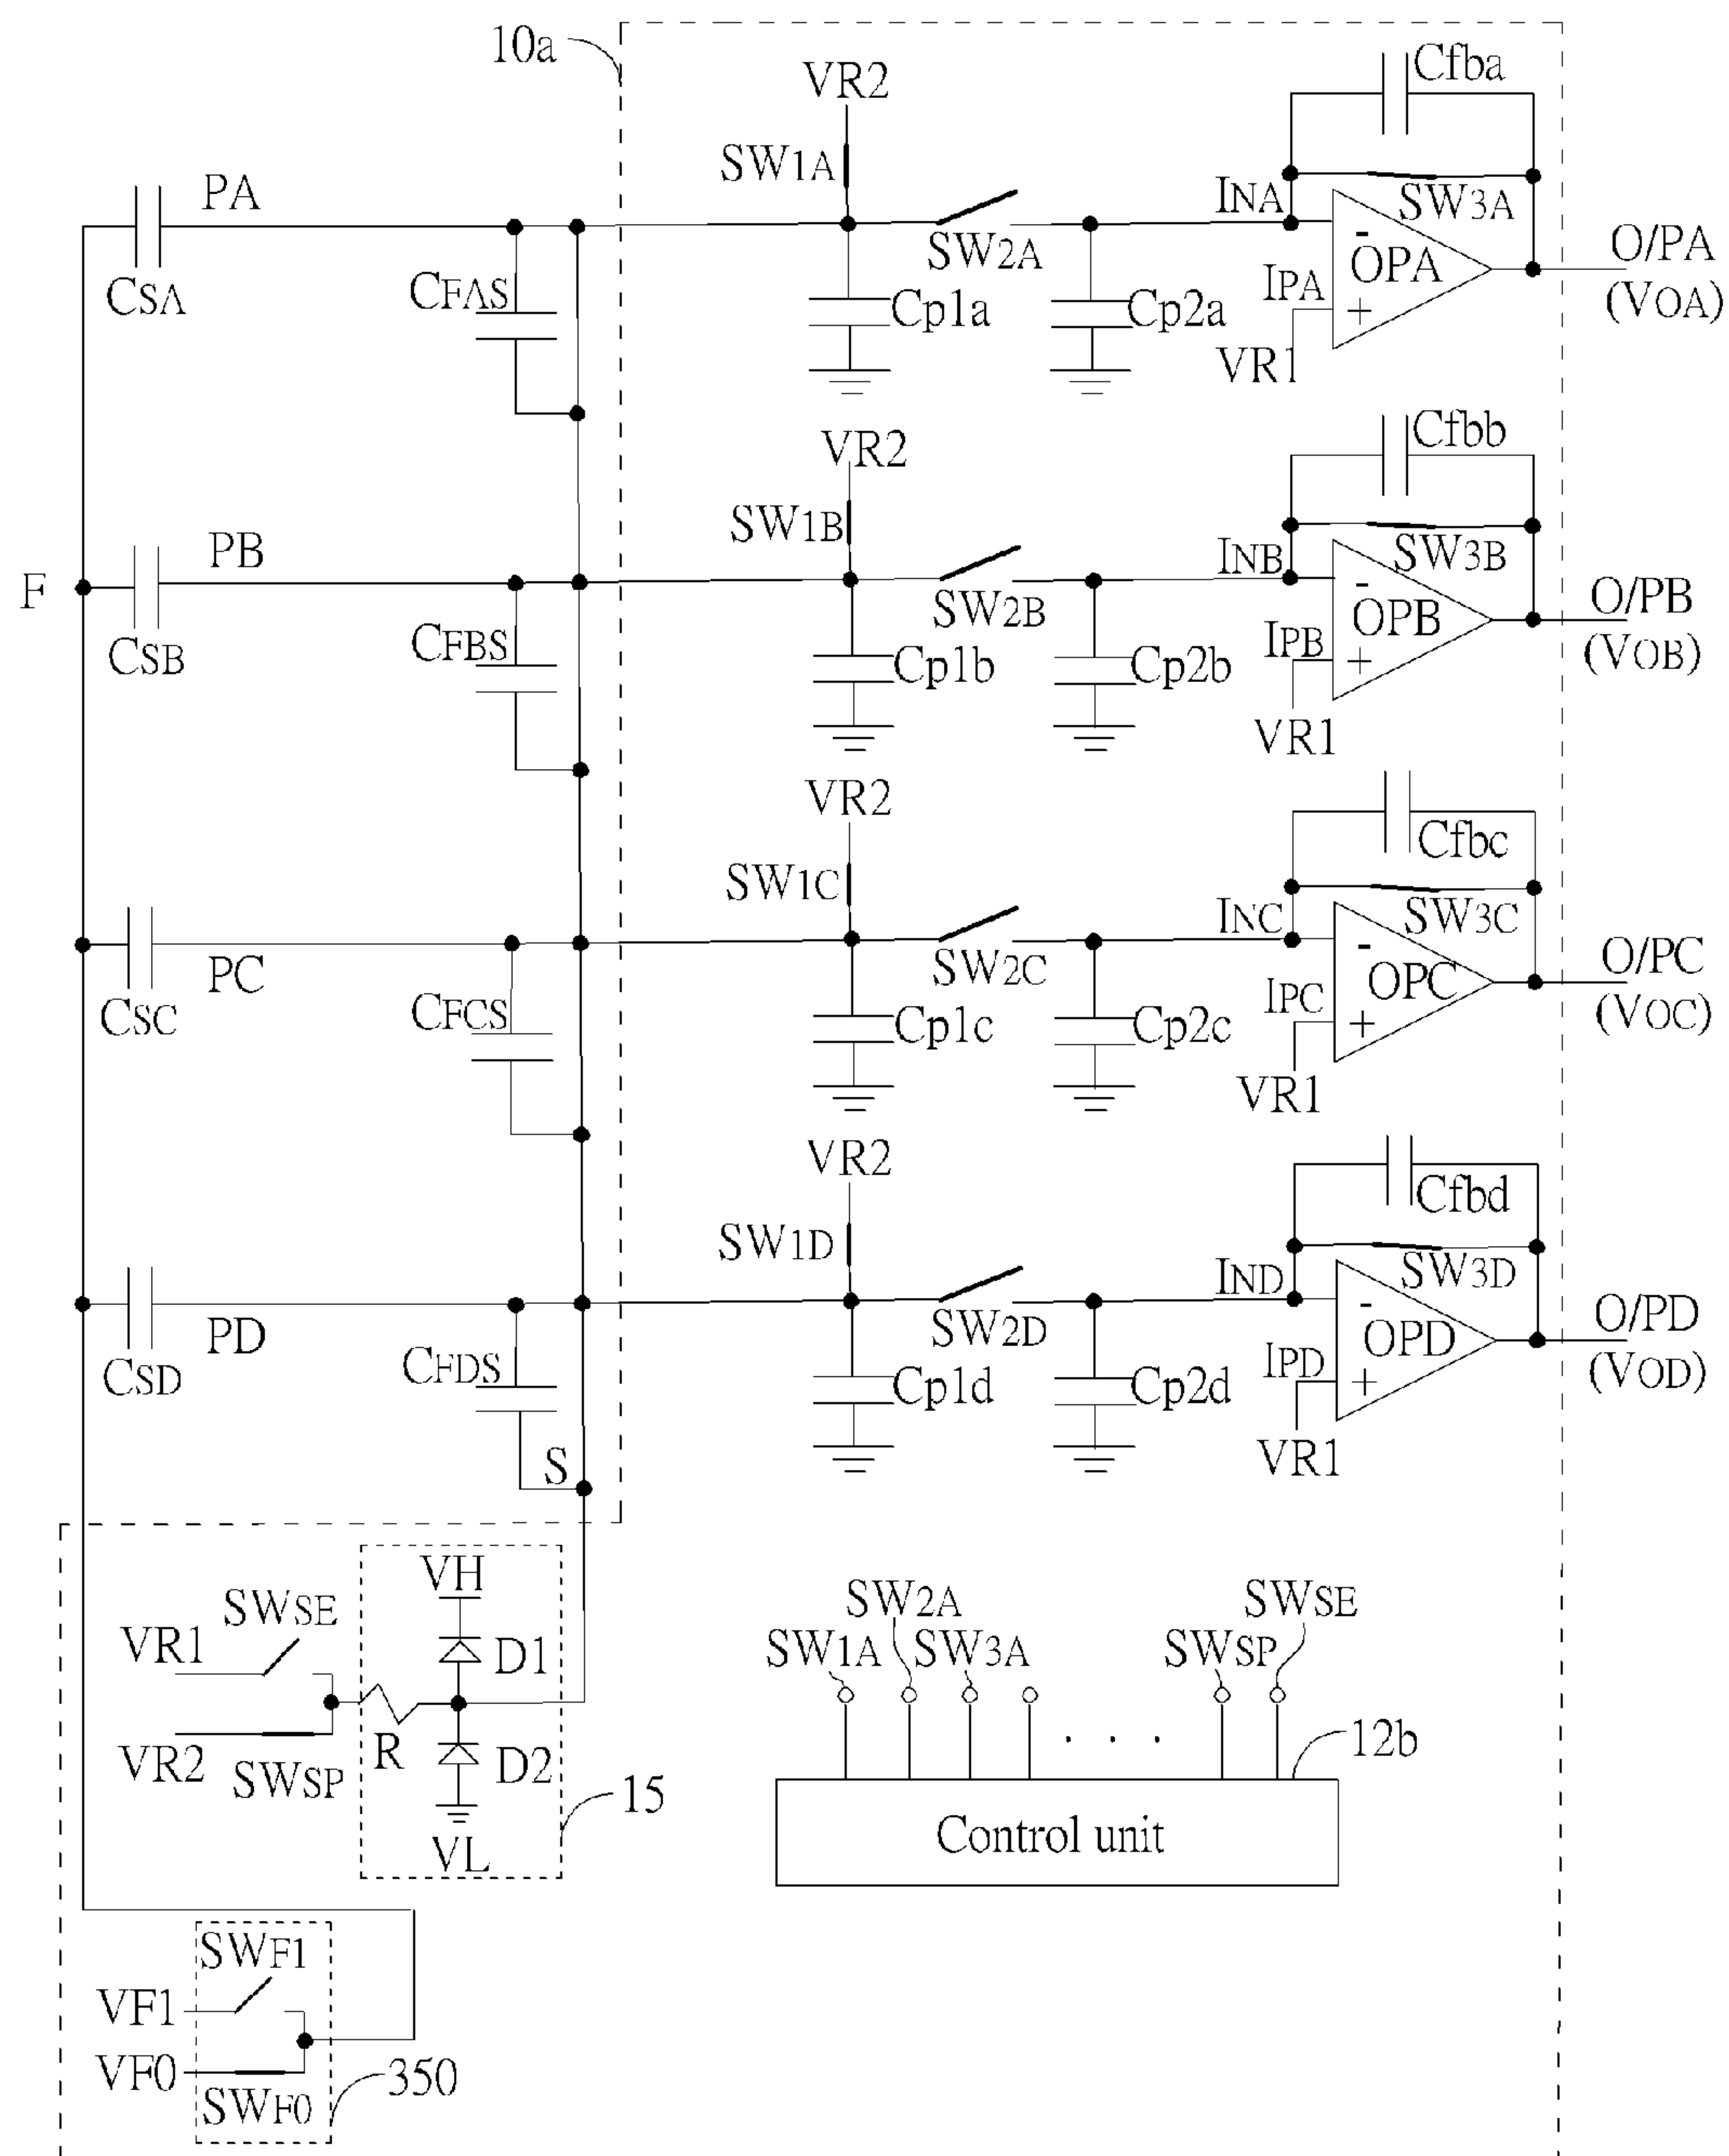 10a
VR2
Cfba
SW1A
PA
INA
SW3A
CSA
CFAS
SW2A
Cp1a
Cp2a
IPA
-
OPA
+
O/PA
(VOA)
VR1
VR2
Cfbb
SW1B
PB
INB
SW3B
F
CSB
CFBS
SW2B
Cp1b
Cp2b
IPB
-
OPB
+
O/PB
(VOB)
VR1
VR2
Cfbc
SW1C
INC
SW3C
PC
CSC
CFCS
SW2C
Cp1c
Cp2c
IPC
-
OPC
+
O/PC
(VOC)
VR1
VR2
Cfbd
SW1D
IND
SW3D
PD
CSD
CFDS
SW2D
Cp1d
Cp2d
IPD
-
OPD
+
O/PD
(VOD)
VR1
S
VH
SWSE
VR1
D1
VR2
SWSP
R
D2
VL
15
SW1A
SW2A
SW3A
. . .
SWSP
SWSE
12b
Control unit
SWF1
VF1
VF0
SWF0
350